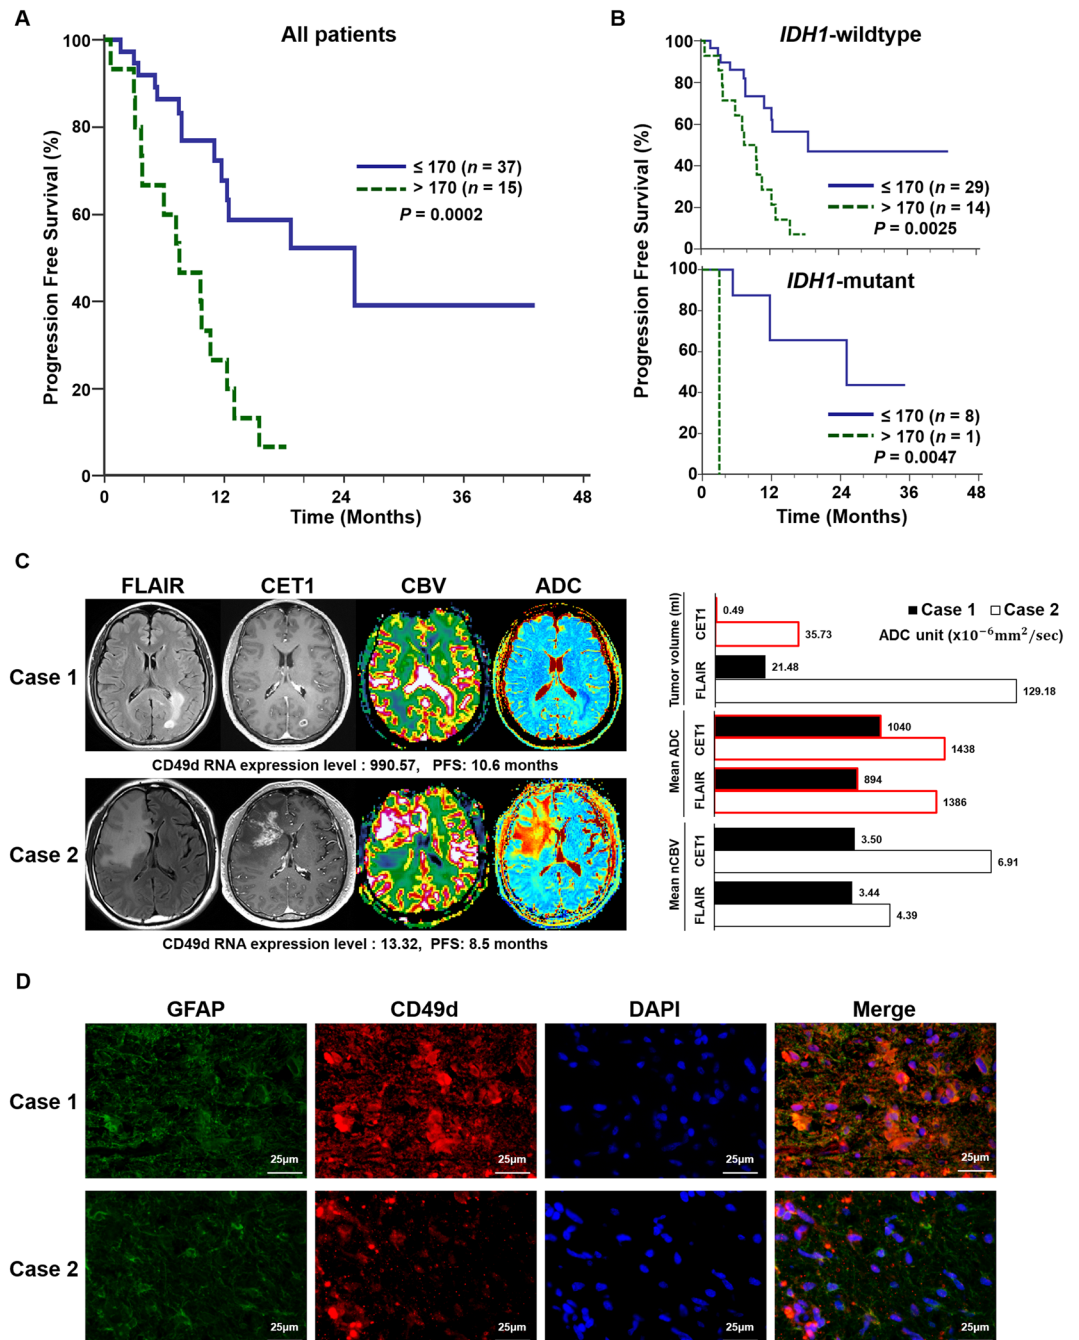 A
All patients
Progression Free Survival (%)
100
80
60
40
20
0
≤ 170 (n = 37)
> 170 (n = 15)
P = 0.0002
0 12 24 36 48
Time (Months)
B
IDH1-wildtype
Progression Free Survival (%)
100
80
60
40
20
0
≤ 170 (n = 29)
> 170 (n = 14)
P = 0.0025
IDH1-mutant
100
80
60
40
20
0
≤ 170 (n = 8)
> 170 (n = 1)
P = 0.0047
0 12 24 36 48
Time (Months)
C
FLAIR CET1 CBV ADC
Case 1
CD49d RNA expression level : 990.57, PFS: 10.6 months
Case 2
CD49d RNA expression level : 13.32, PFS: 8.5 months
Case 1 Case 2
ADC unit (x10⁻⁶mm²/sec)
Tumor volume (ml)
CET1
0.49
35.73
FLAIR
21.48
129.18
Mean ADC
CET1
1040
1438
FLAIR
894
1386
Mean nCBV
CET1
3.50
6.91
FLAIR
3.44
4.39
D
GFAP CD49d DAPI Merge
Case 1
25μm 25μm 25μm 25μm
Case 2
25μm 25μm 25μm 25μm